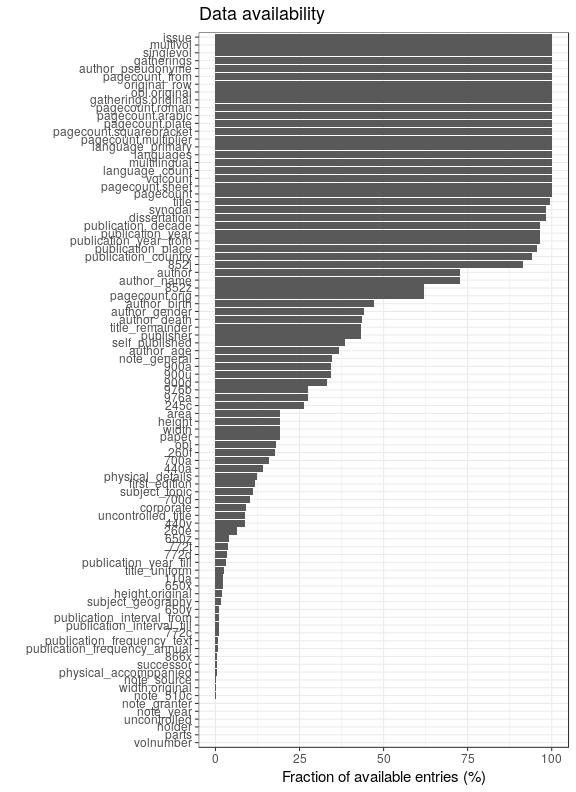 Data availability
issue
multivol
singlevol
gatherings
author_pseudonyme
pagecount_from
original_row
obl.original
gatherings.original
pagecount.roman
pagecount.arabic
pagecount.plate
pagecount.squarebracket
pagecount.multiplier
language_primary
languages
multilingual
language_count
volcount
pagecount.sheet
pagecount
title
synodal
dissertation
publication_decade
publication_year
publication_year_from
publication_place
publication_country
852j
author
author_name
852z
pagecount.orig
author_birth
author_gender
author_death
title_remainder
publisher
self_published
author_age
note_general
900a
900u
900d
976b
976a
245c
area
height
width
paper
obl
260f
700a
440a
physical_details
first_edition
subject_topic
700d
corporate
uncontrolled_title
440v
260e
650z
772t
772d
publication_year_till
title_uniform
110a
650x
height.original
subject_geography
650y
publication_interval_from
publication_interval_till
772c
publication_frequency_text
publication_frequency_annual
866x
successor
physical_accomppanied
note_source
width.original
note_510c
note_granter
note_year
uncontrolled
holder
parts
volnumber
0 25 50 75 100
Fraction of available entries (%)